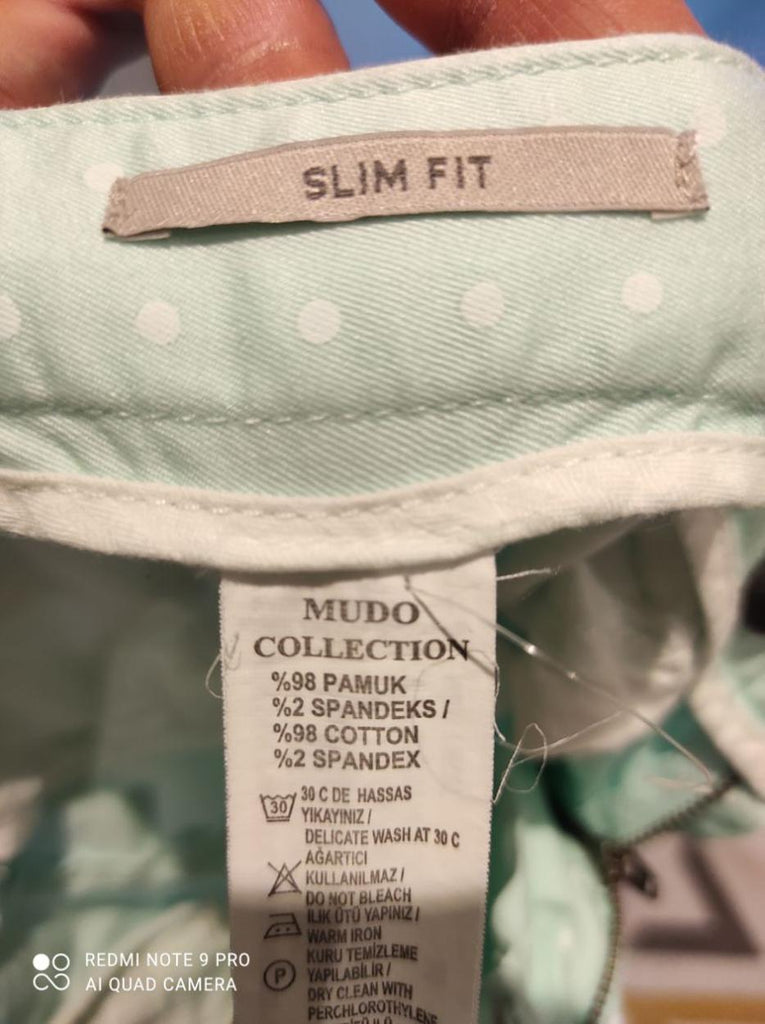 SLIM FIT
MUDO
COLLECTION
%98 PAMUK
%2 SPANDEKS /
%98 COTTON
%2 SPANDEX
30
30 C DE HASSAS
YIKAYINIZ /
DELICATE WASH AT 30 C
AĞARTICI
KULLANILMAZ /
DO NOT BLEACH
ILIK ÜTÜ YAPINIZ /
WARM IRON
KURU TEMİZLEME
P
YAPILABİLİR /
DRY CLEAN WITH
PERCHLOROTHYLENE
REDMI NOTE 9 PRO
AI QUAD CAMERA